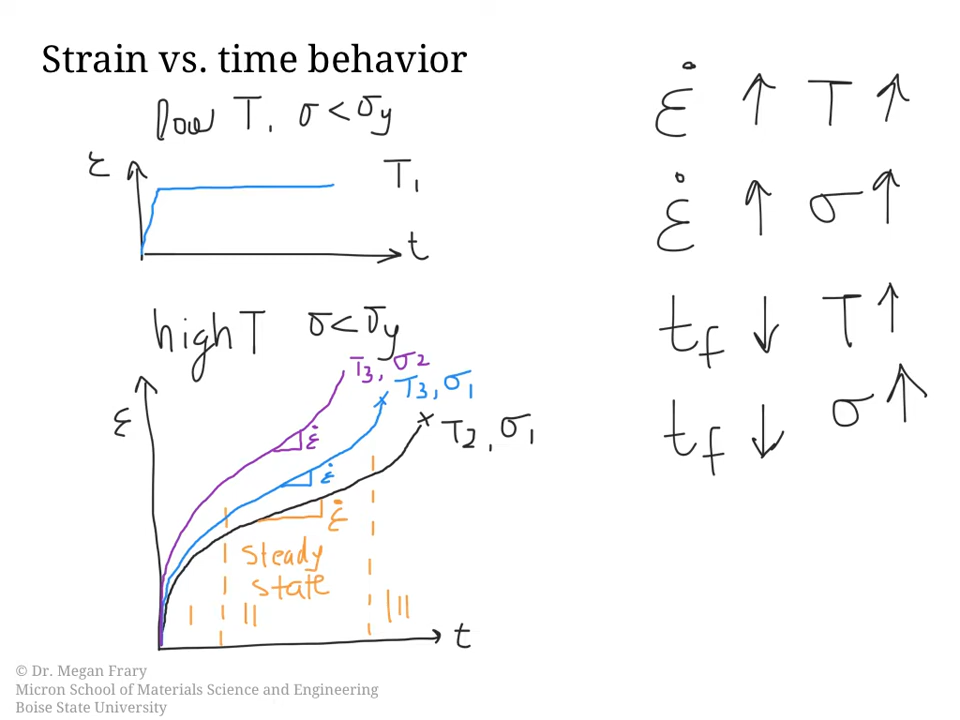 Strain vs. time behavior
low T, σ < σy
ε
T1
t
high T σ < σy
T3, σ2
T3, σ1
T2, σ1
ε
ε̇
ε̇
ε̇
steady
state
I II III
t
ε̇ ↑ T ↑
ε̇ ↑ σ ↑
tf ↓ T ↑
tf ↓ σ ↑
© Dr. Megan Frary
Micron School of Materials Science and Engineering
Boise State University